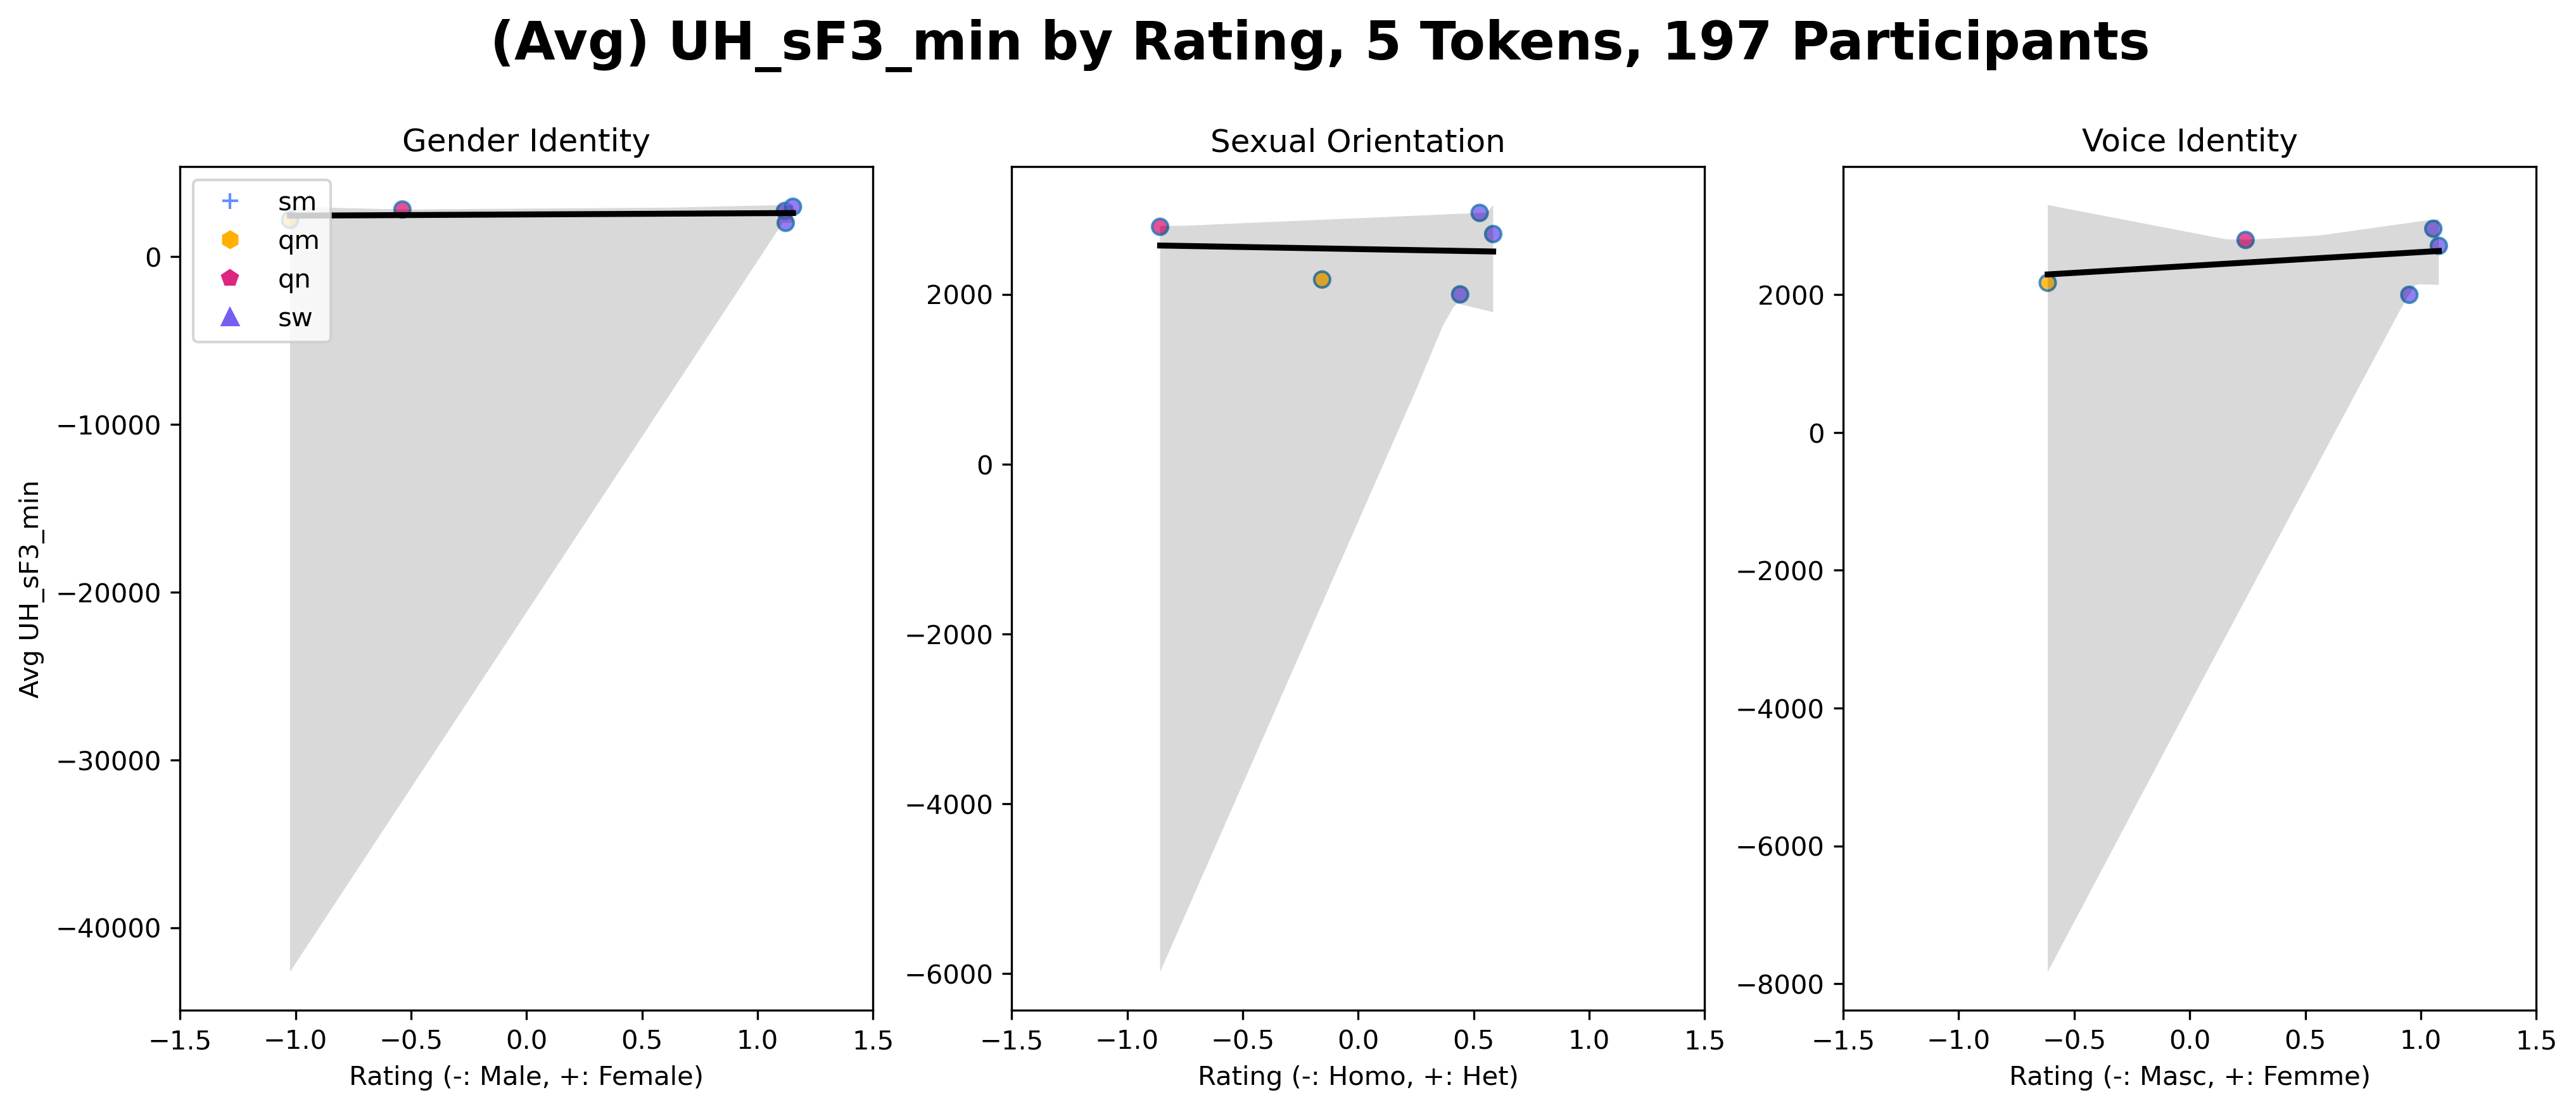 (Avg) UH_sF3_min by Rating, 5 Tokens, 197 Participants
Gender Identity
sm
qm
qn
sw
0
−10000
−20000
−30000
−40000
Avg UH_sF3_min
−1.5 −1.0 −0.5 0.0 0.5 1.0 1.5
Rating (-: Male, +: Female)
Sexual Orientation
2000
0
−2000
−4000
−6000
−1.5 −1.0 −0.5 0.0 0.5 1.0 1.5
Rating (-: Homo, +: Het)
Voice Identity
2000
0
−2000
−4000
−6000
−8000
−1.5 −1.0 −0.5 0.0 0.5 1.0 1.5
Rating (-: Masc, +: Femme)